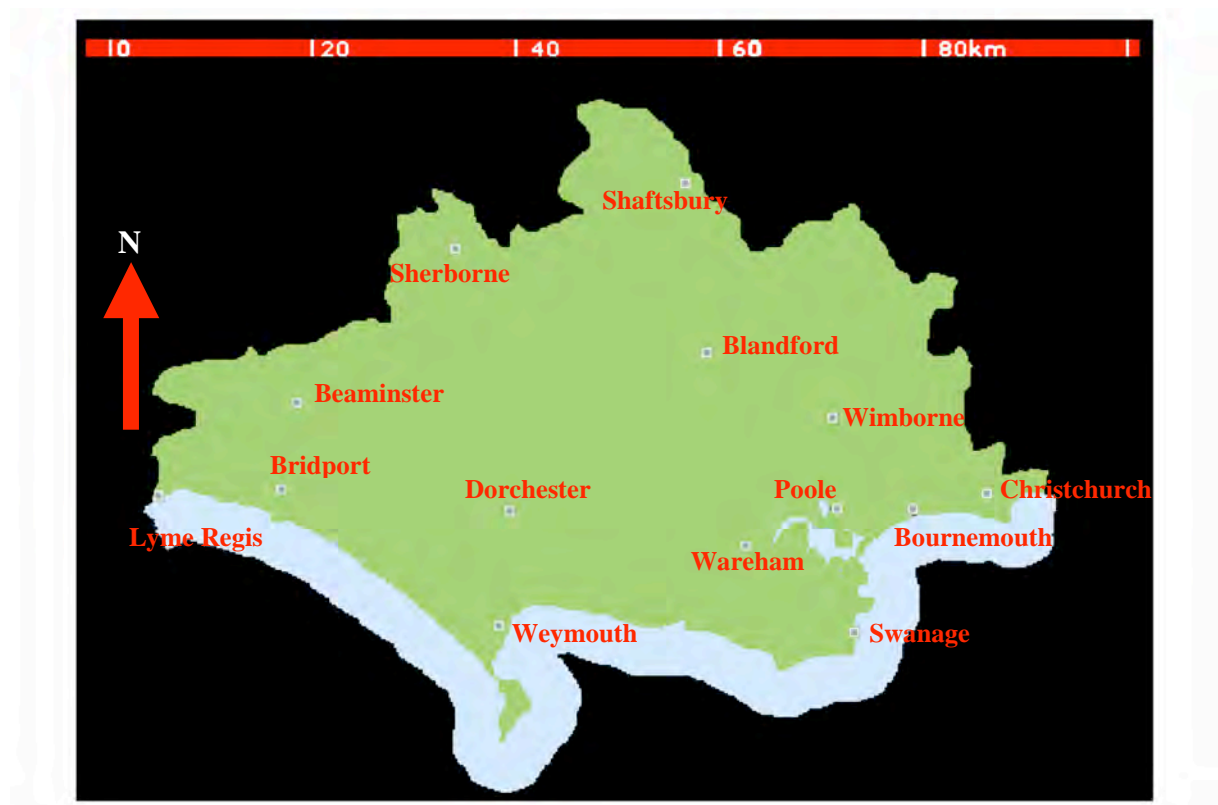 0 20 40 60 80km
Shaftsbury
N
Sherborne
Blandford
Beaminster
Wimborne
Bridport
Dorchester Poole Christchurch
Lyme Regis Bournemouth
Wareham
Weymouth Swanage